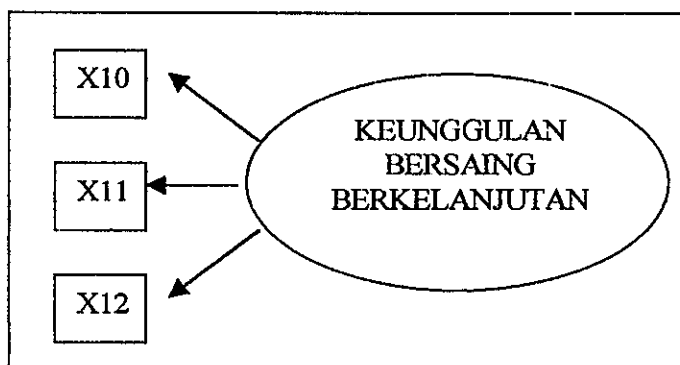 X10
KEUNGGULAN
BERSAING
BERKELANJUTAN
X11
X12